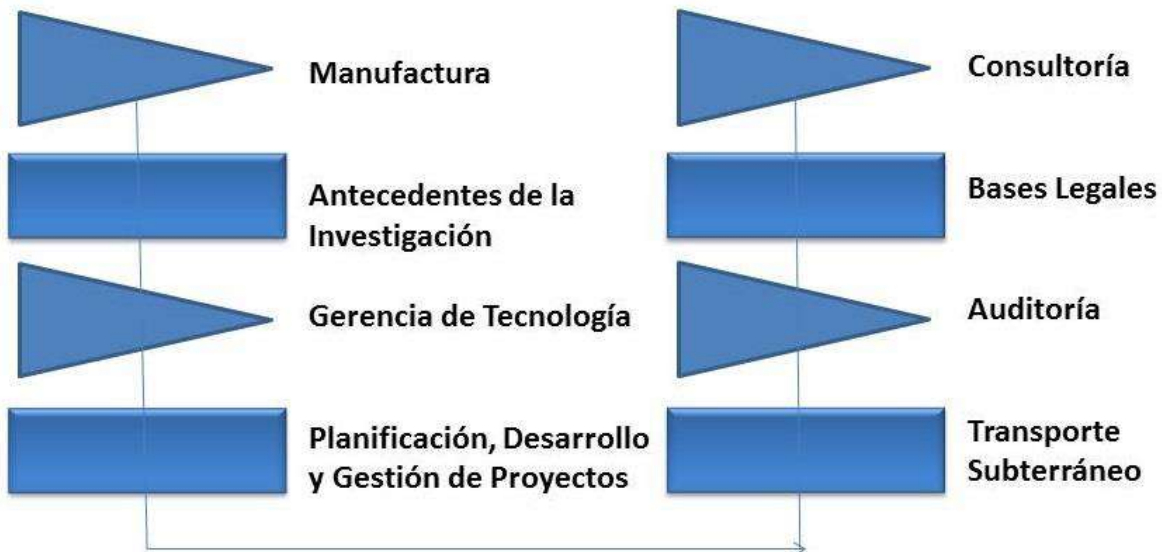 Manufactura
Antecedentes de la
Investigación
Gerencia de Tecnología
Planificación, Desarrollo
y Gestión de Proyectos
Consultoría
Bases Legales
Auditoría
Transporte
Subterráneo